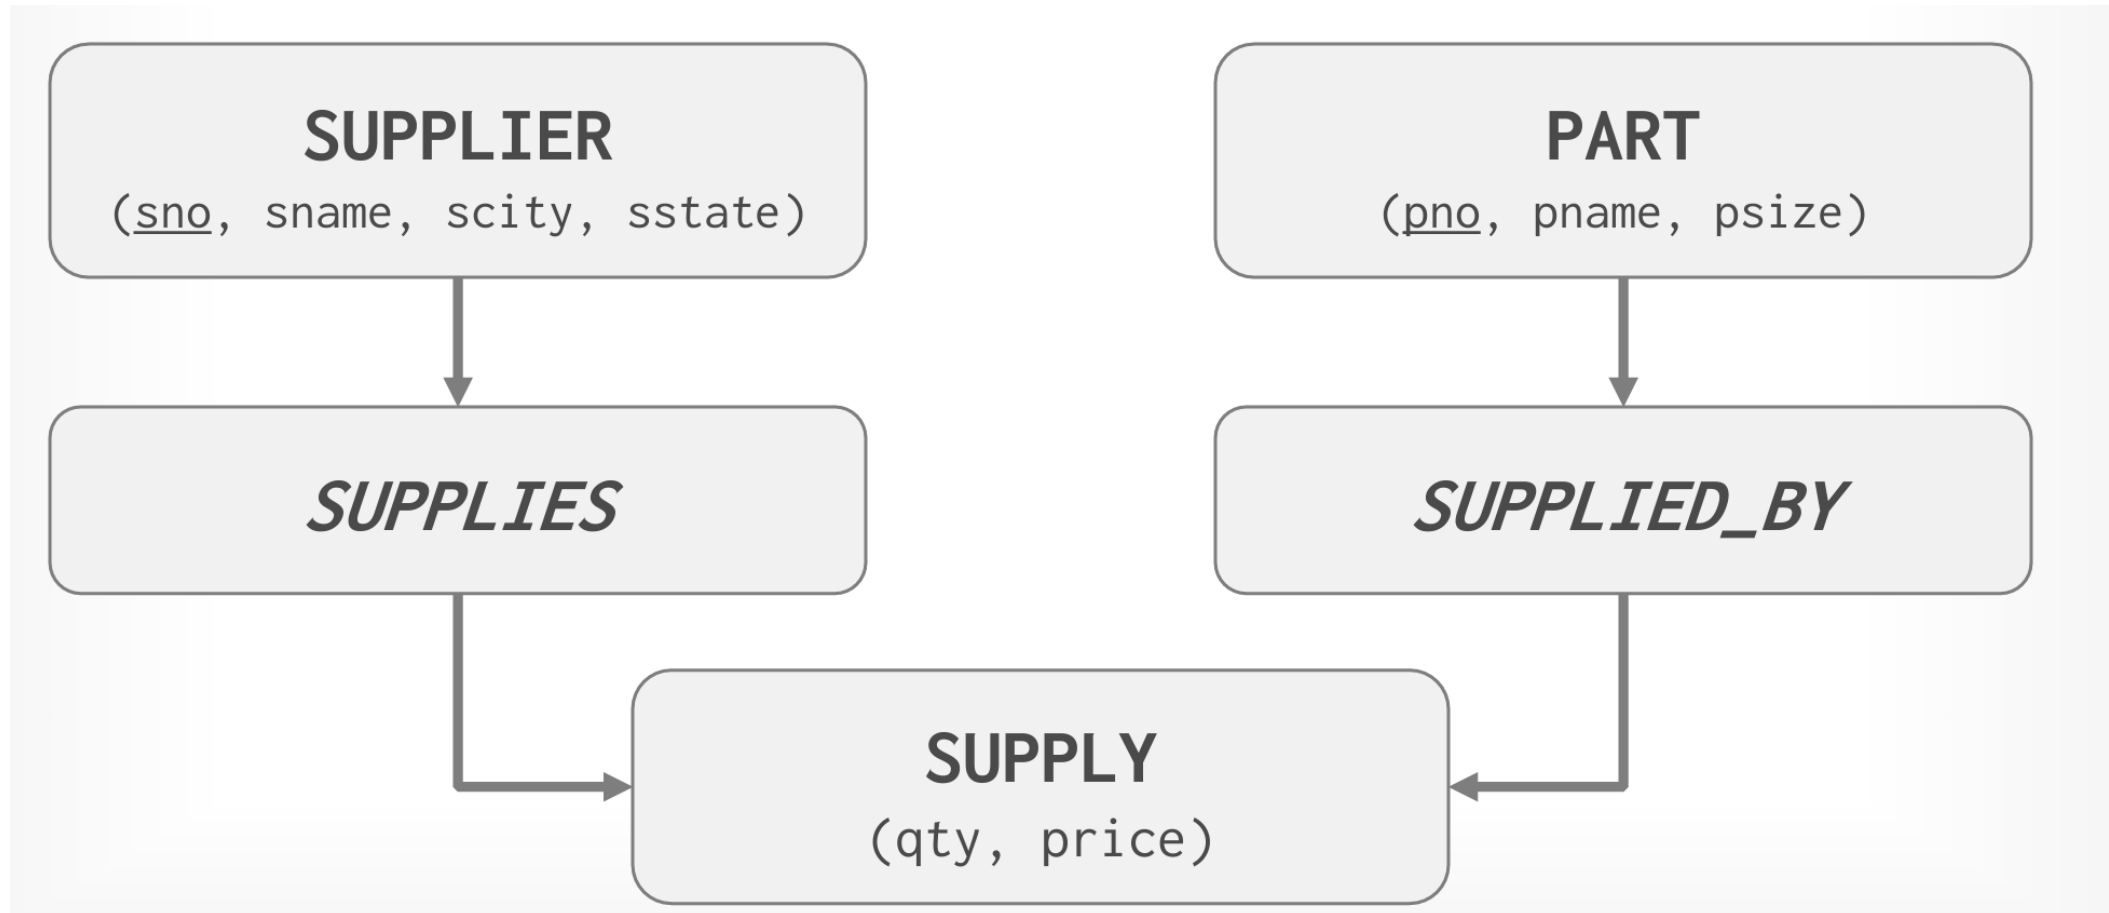 SUPPLIER
(sno, sname, scity, sstate)
PART
(pno, pname, psize)
SUPPLIES
SUPPLIED_BY
SUPPLY
(qty, price)